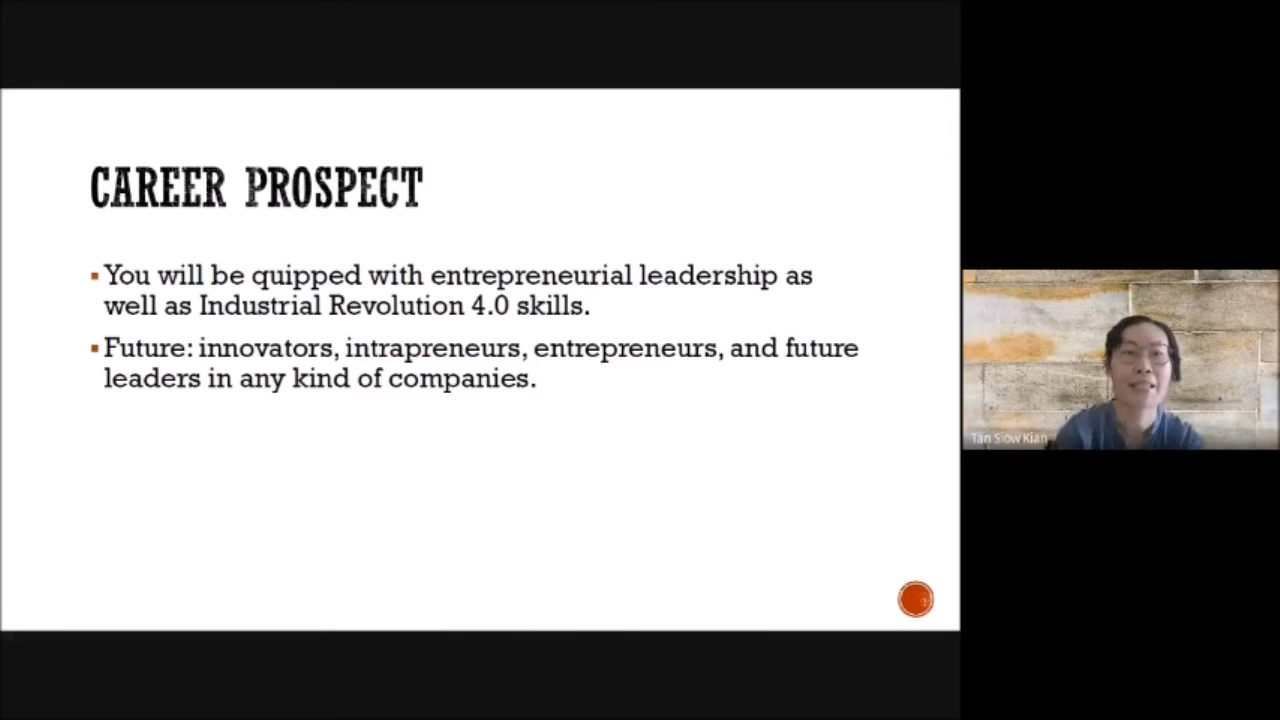 CAREER PROSPECT
▪ You will be quipped with entrepreneurial leadership as
well as Industrial Revolution 4.0 skills.
▪ Future: innovators, intrapreneurs, entrepreneurs, and future
leaders in any kind of companies.
Tan Siow Kian